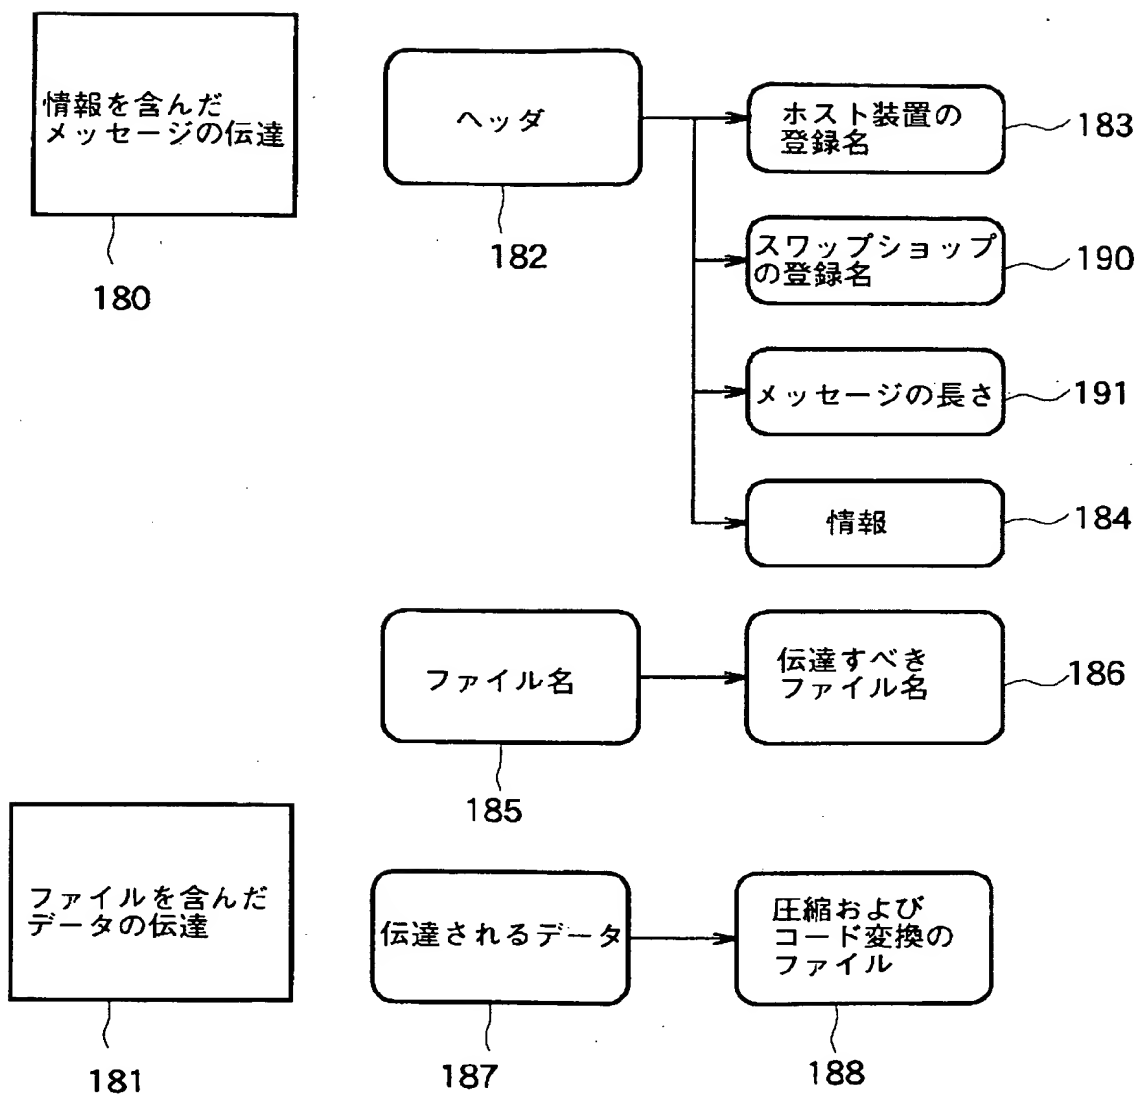 情報を含んだ
メッセージの伝達
180
ヘッダ
182
ホスト装置の
登録名
183
スワップショップ
の登録名
190
メッセージの長さ
191
情報
184
ファイル名
185
伝達すべき
ファイル名
186
ファイルを含んだ
データの伝達
181
伝達されるデータ
187
圧縮および
コード変換の
ファイル
188